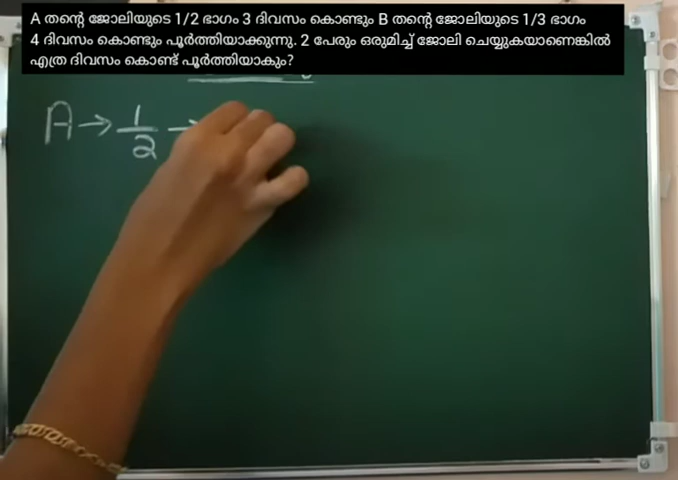 A തന്റെ ജോലിയുടെ 1/2 ഭാഗം 3 ദിവസം കൊണ്ടും B തന്റെ ജോലിയുടെ 1/3 ഭാഗം
4 ദിവസം കൊണ്ടും പൂർത്തിയാക്കുന്നു. 2 പേരും ഒരുമിച്ച് ജോലി ചെയ്യുകയാണെങ്കിൽ
എത്ര ദിവസം കൊണ്ട് പൂർത്തിയാകും?
A → 1/2 →